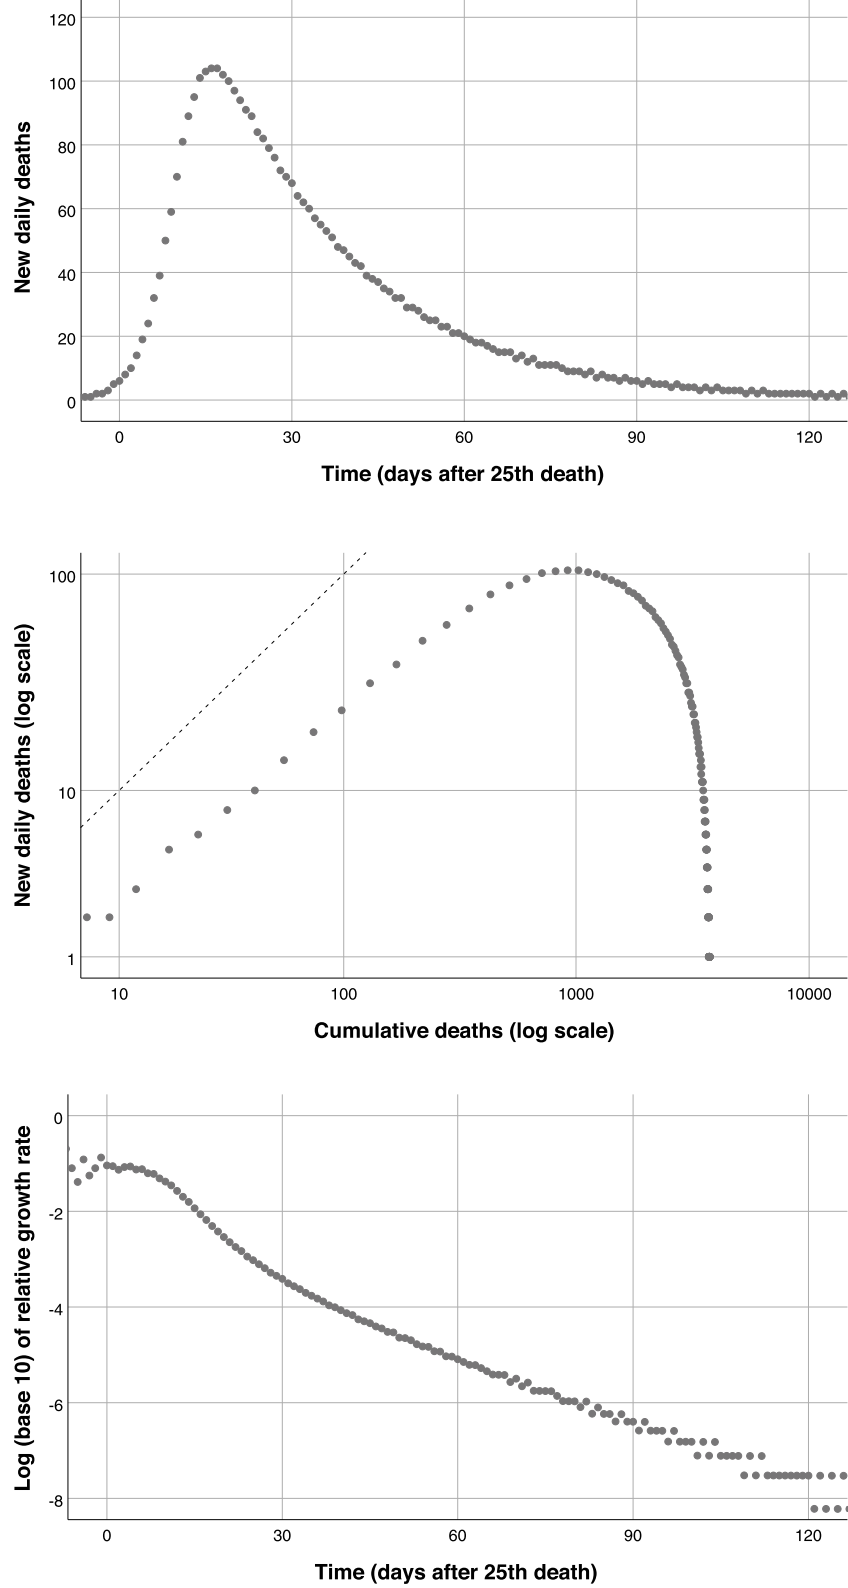 120
100
80
60
40
20
0
New daily deaths
0 30 60 90 120
Time (days after 25th death)
100
10
1
New daily deaths (log scale)
10 100 1000 10000
Cumulative deaths (log scale)
0
-2
-4
-6
-8
Log (base 10) of relative growth rate
0 30 60 90 120
Time (days after 25th death)